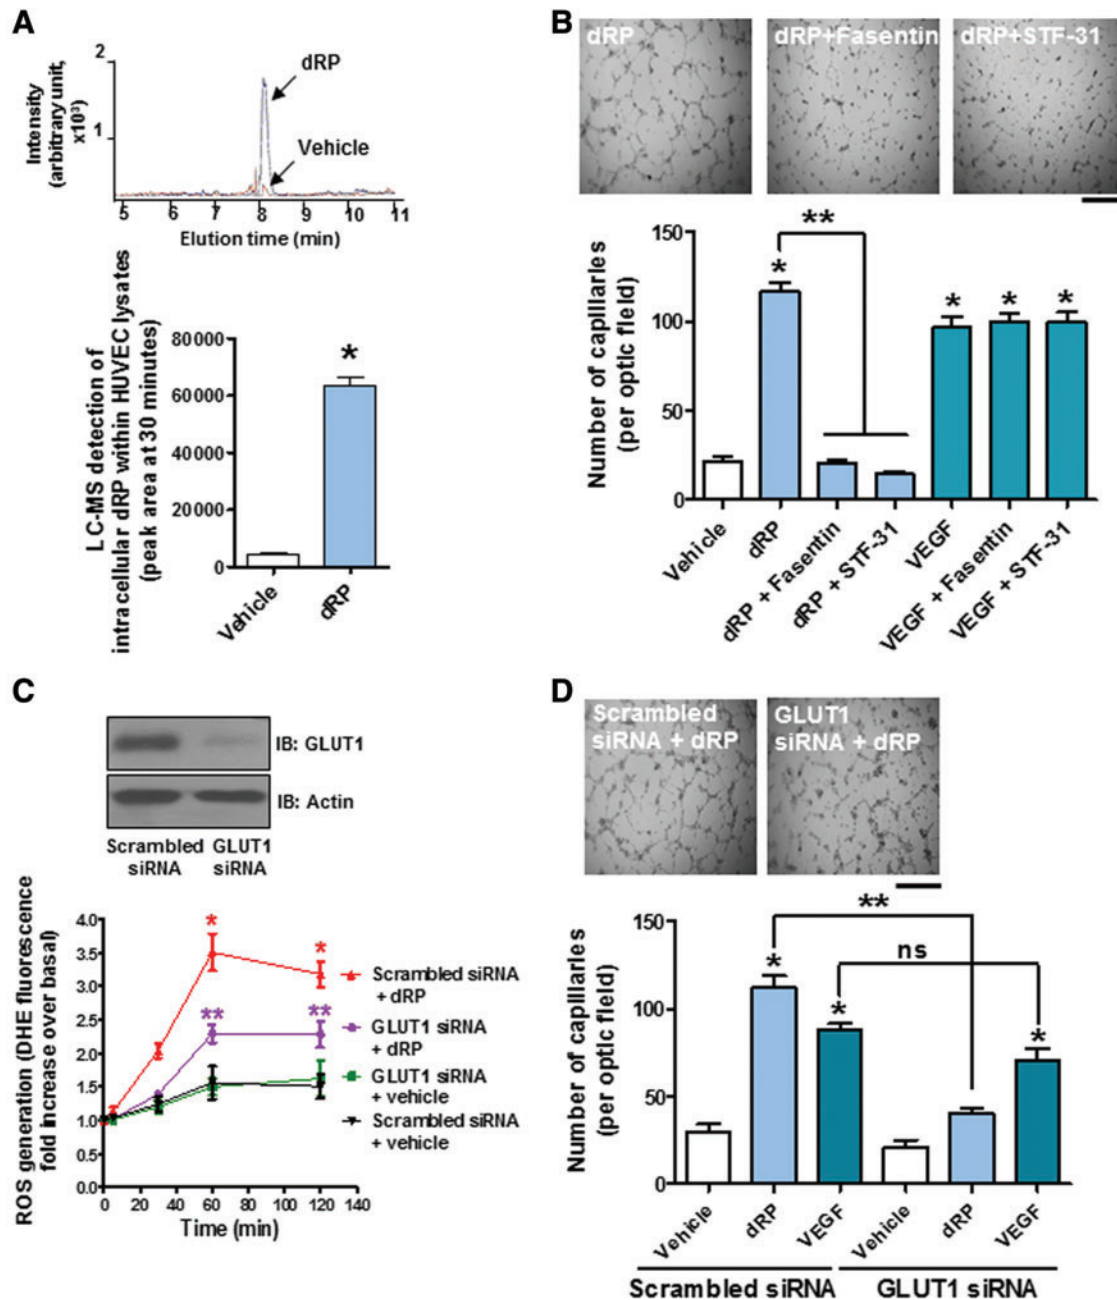 A
Intensity
(arbitrary unit,
x10³)
2
1
dRP
Vehicle
5 6 7 8 9 10 11
Elution time (min)
LC-MS detection of
intracellular dRP within HUVEC lysates
(peak area at 30 minutes)
80000
60000
40000
20000
0
*
Vehicle
dRP
B
dRP
dRP+Fasentin
dRP+STF-31
Number of capillaries
(per optic field)
150
100
50
0
**
*
* * *
Vehicle
dRP
dRP + Fasentin
dRP + STF-31
VEGF
VEGF + Fasentin
VEGF + STF-31
C
IB: GLUT1
IB: Actin
Scrambled
siRNA
GLUT1
siRNA
ROS generation (DHE fluorescence
fold increase over basal)
4.0
3.5
3.0
2.5
2.0
1.5
1.0
1.5
0.0
* *
** **
0 20 40 60 80 100 120 140
Time (min)
Scrambled siRNA
+ dRP
GLUT1 siRNA
+ dRP
GLUT1 siRNA
+ vehicle
Scrambled siRNA
+ vehicle
D
Scrambled
siRNA + dRP
GLUT1
siRNA + dRP
Number of capillaries
(per optic field)
150
100
50
0
**
ns
*
*
*
Vehicle
dRP
VEGF
Vehicle
dRP
VEGF
Scrambled siRNA
GLUT1 siRNA